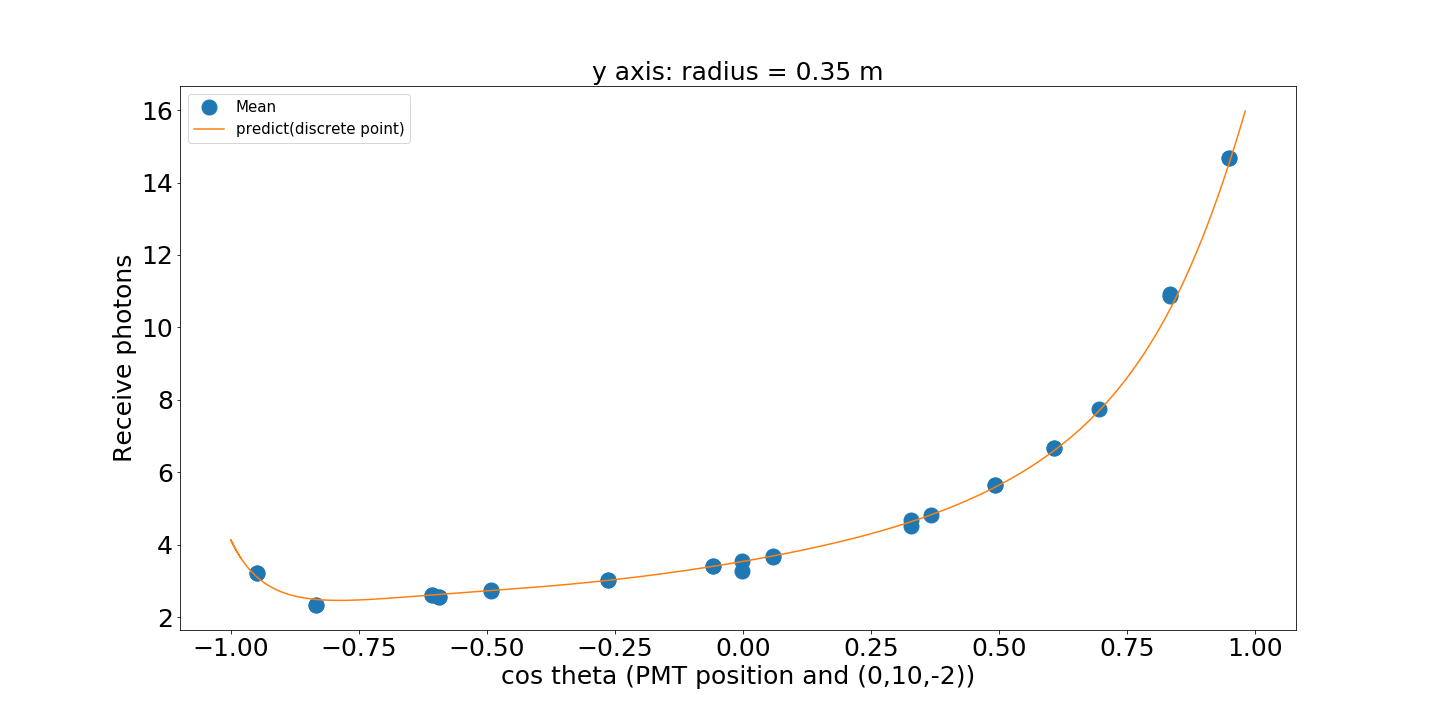 y axis: radius = 0.35 m
Mean
predict(discrete point)
16
14
12
10
8
6
4
2
Receive photons
−1.00 −0.75 −0.50 −0.25 0.00 0.25 0.50 0.75 1.00
cos theta (PMT position and (0,10,-2))